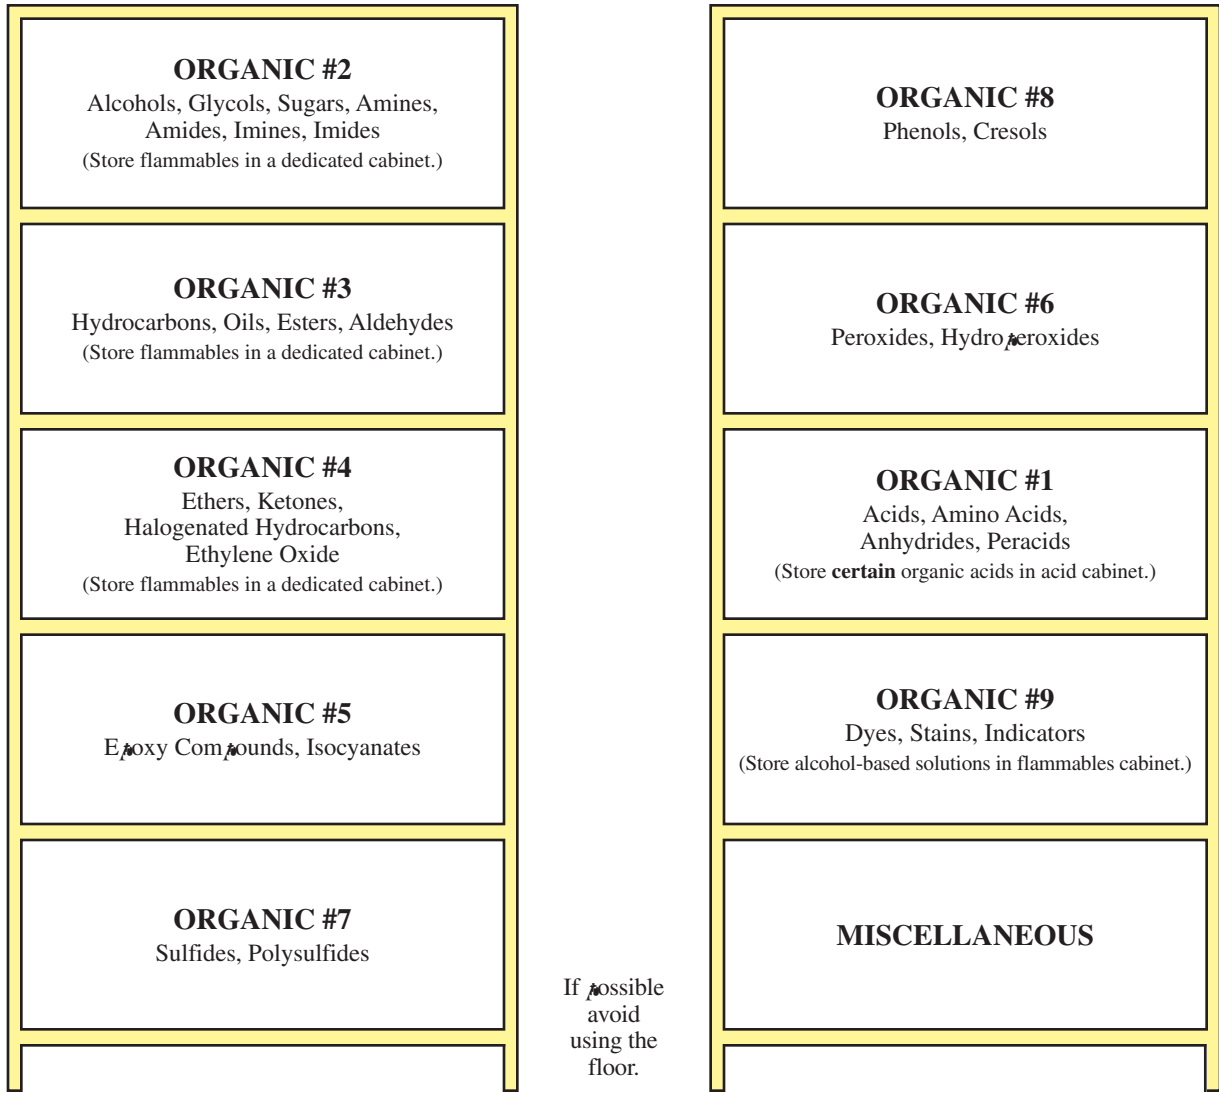 ORGANIC #2
Alcohols, Glycols, Sugars, Amines,
Amides, Imines, Imides
(Store flammables in a dedicated cabinet.)
ORGANIC #3
Hydrocarbons, Oils, Esters, Aldehydes
(Store flammables in a dedicated cabinet.)
ORGANIC #4
Ethers, Ketones,
Halogenated Hydrocarbons,
Ethylene Oxide
(Store flammables in a dedicated cabinet.)
ORGANIC #5
Epoxy Compounds, Isocyanates
ORGANIC #7
Sulfides, Polysulfides
If possible
avoid
using the
floor.
ORGANIC #8
Phenols, Cresols
ORGANIC #6
Peroxides, Hydroperoxides
ORGANIC #1
Acids, Amino Acids,
Anhydrides, Peracids
(Store certain organic acids in acid cabinet.)
ORGANIC #9
Dyes, Stains, Indicators
(Store alcohol-based solutions in flammables cabinet.)
MISCELLANEOUS